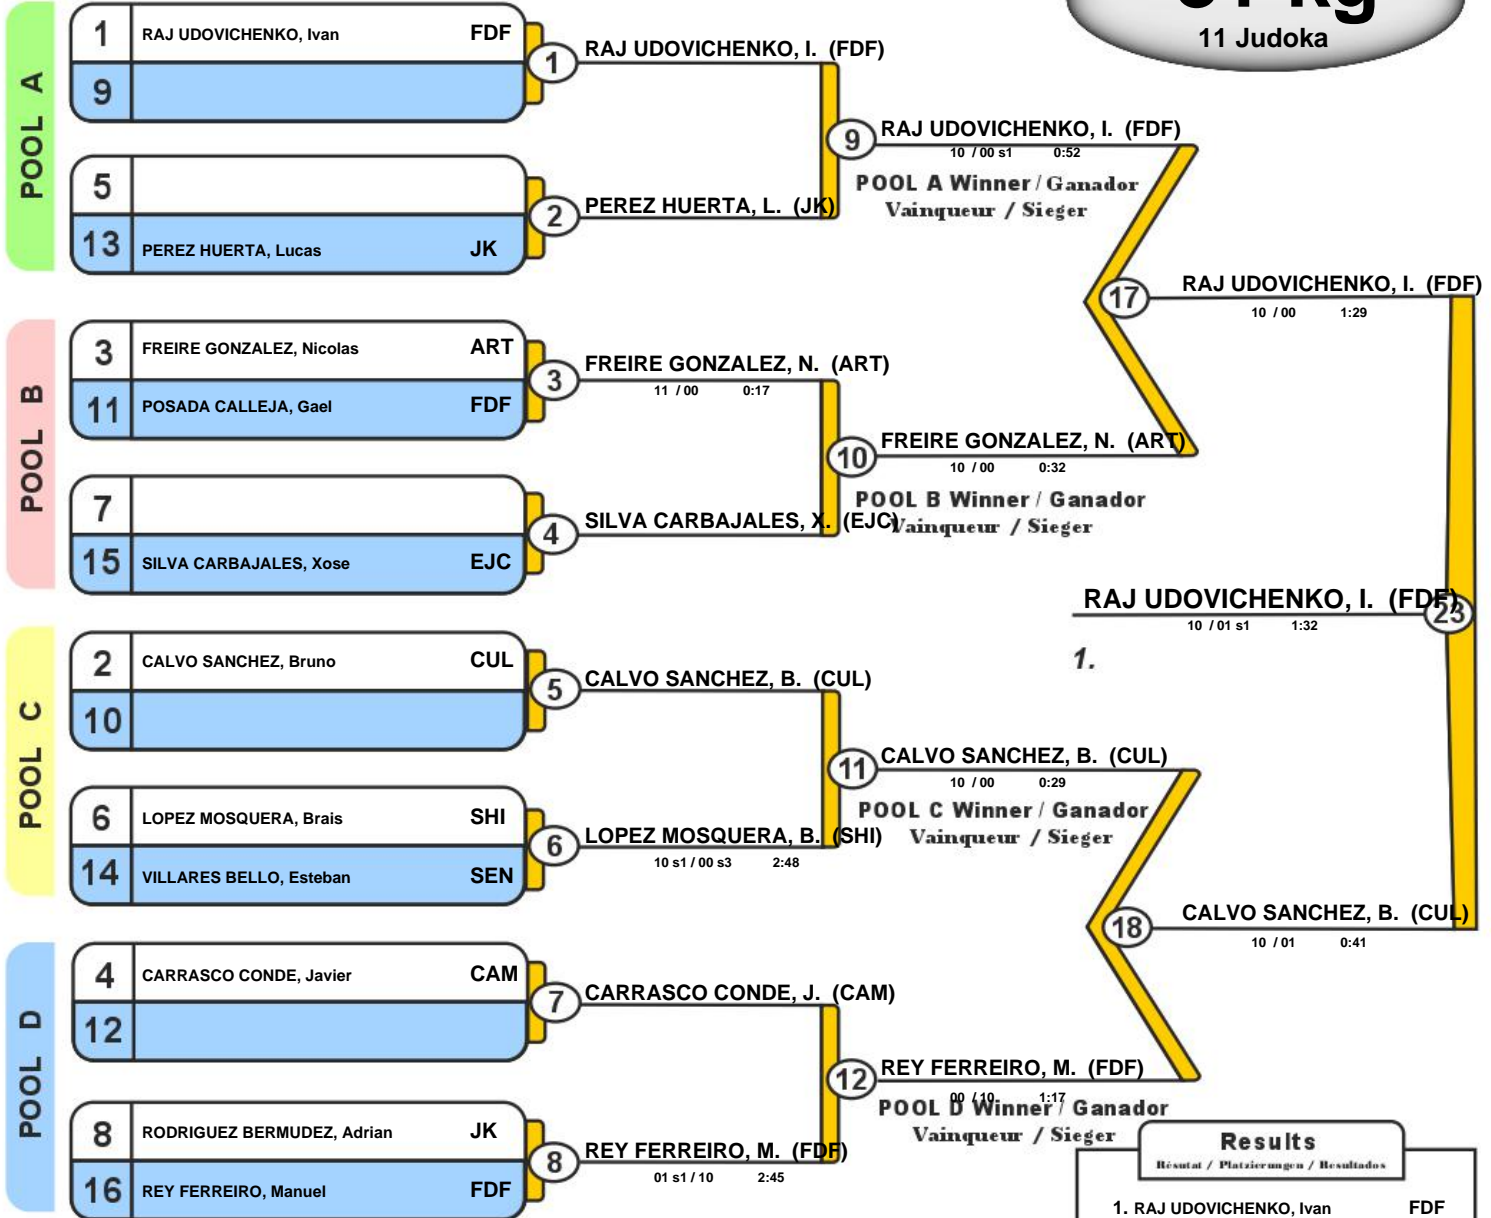 11 Judoka
POOL A
1 RAJ UDOVICHENKO, Ivan FDF
9
1
RAJ UDOVICHENKO, I. (FDF)
5
13 PEREZ HUERTA, Lucas JK
2
PEREZ HUERTA, L. (JK)
9
RAJ UDOVICHENKO, I. (FDF)
10 / 00 s1 0:52
POOL A Winner / Ganador
Vainqueur / Sieger
POOL B
3 FREIRE GONZALEZ, Nicolas ART
11 POSADA CALLEJA, Gael FDF
3
FREIRE GONZALEZ, N. (ART)
11 / 00 0:17
7
15 SILVA CARBAJALES, Xose EJC
4
SILVA CARBAJALES, X. (EJC)
10
FREIRE GONZALEZ, N. (ART)
10 / 00 0:32
POOL B Winner / Ganador
Vainqueur / Sieger
17
RAJ UDOVICHENKO, I. (FDF)
10 / 00 1:29
POOL C
2 CALVO SANCHEZ, Bruno CUL
10
5
CALVO SANCHEZ, B. (CUL)
6 LOPEZ MOSQUERA, Brais SHI
14 VILLARES BELLO, Esteban SEN
6
LOPEZ MOSQUERA, B. (SHI)
10 s1 / 00 s3 2:48
11
CALVO SANCHEZ, B. (CUL)
10 / 00 0:29
POOL C Winner / Ganador
Vainqueur / Sieger
POOL D
4 CARRASCO CONDE, Javier CAM
12
7
CARRASCO CONDE, J. (CAM)
8 RODRIGUEZ BERMUDEZ, Adrian JK
16 REY FERREIRO, Manuel FDF
8
REY FERREIRO, M. (FDF)
01 s1 / 10 2:45
12
REY FERREIRO, M. (FDF)
00 / 10 1:17
POOL D Winner / Ganador
Vainqueur / Sieger
18
CALVO SANCHEZ, B. (CUL)
10 / 01 0:41
23
RAJ UDOVICHENKO, I. (FDF)
10 / 01 s1 1:32
1.
Results
Résutat / Platzierungen / Resultados
1. RAJ UDOVICHENKO, Ivan FDF